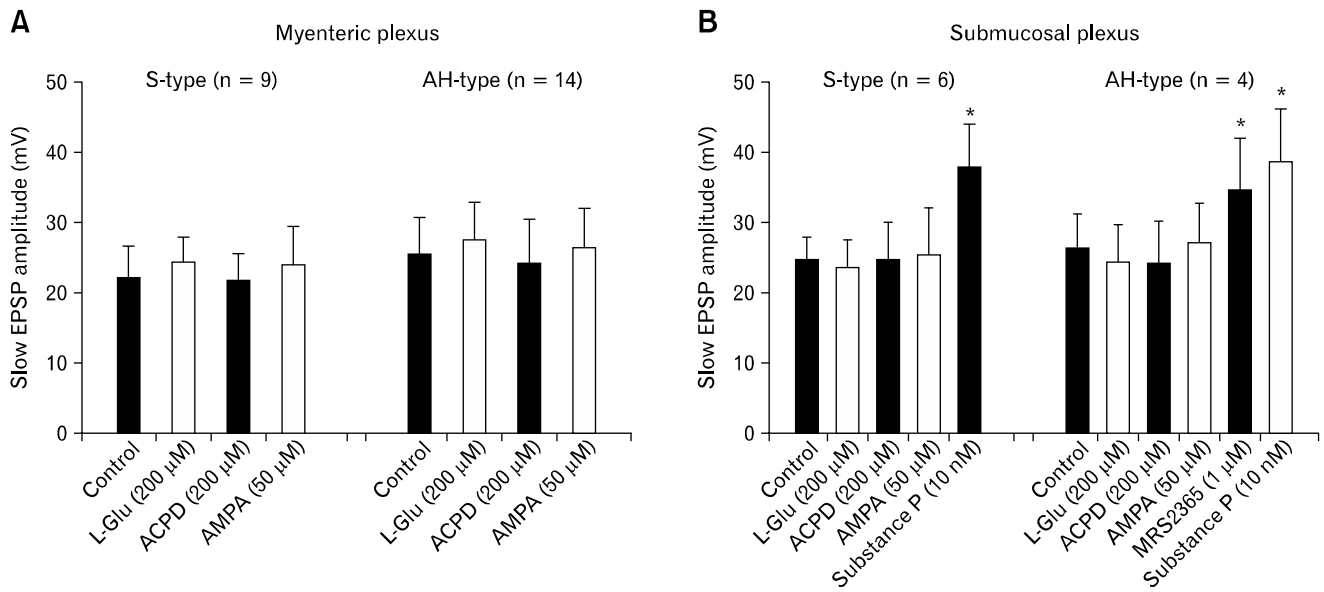 A
Myenteric plexus
S-type (n = 9)
AH-type (n = 14)
Slow EPSP amplitude (mV)
50
40
30
20
10
0
Control
L-Glu (200 μM)
ACPD (200 μM)
AMPA (50 μM)
Control
L-Glu (200 μM)
ACPD (200 μM)
AMPA (50 μM)
B
Submucosal plexus
S-type (n = 6)
AH-type (n = 4)
Slow EPSP amplitude (mV)
50
40
30
20
10
0
*
*
*
Control
L-Glu (200 μM)
ACPD (200 μM)
AMPA (50 μM)
Substance P (10 nM)
Control
L-Glu (200 μM)
ACPD (200 μM)
AMPA (50 μM)
MRS2365 (1 μM)
Substance P (10 nM)